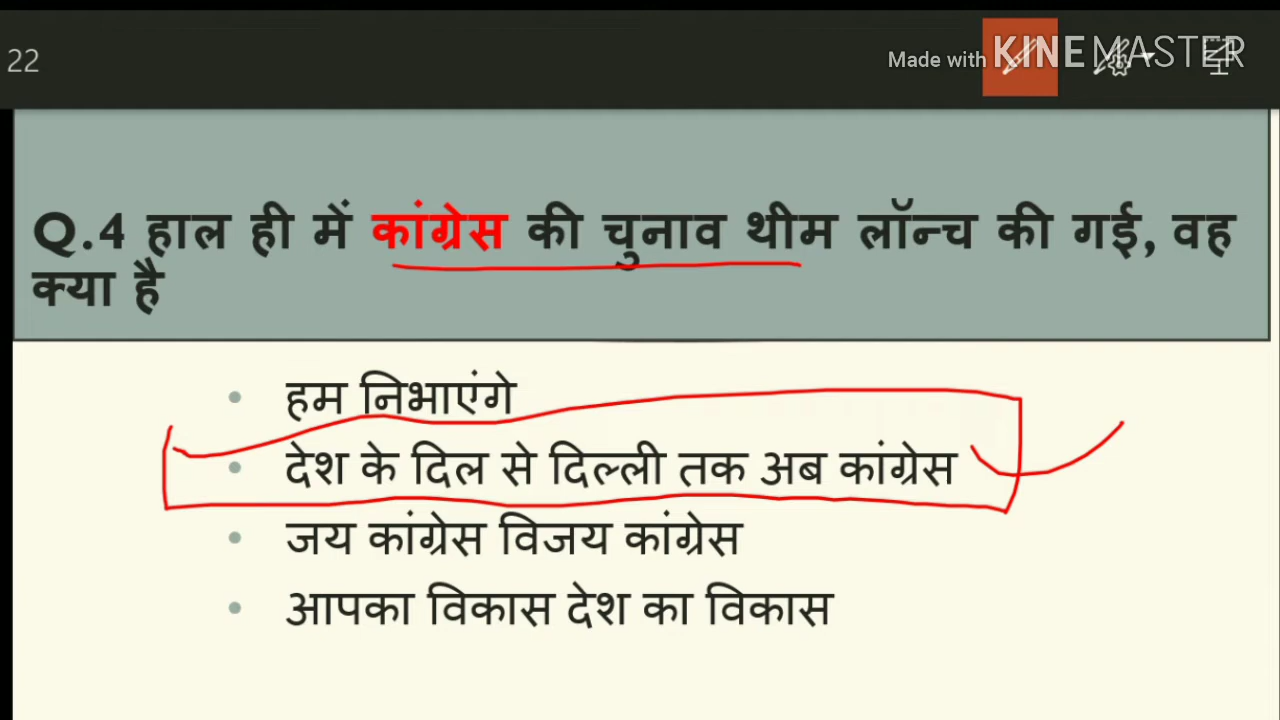 22
Made with KINEMASTER
Q.4 हाल ही में कांग्रेस की चुनाव थीम लॉन्च की गई, वह
क्या है
हम निभाएंगे
देश के दिल से दिल्ली तक अब कांग्रेस
जय कांग्रेस विजय कांग्रेस
आपका विकास देश का विकास